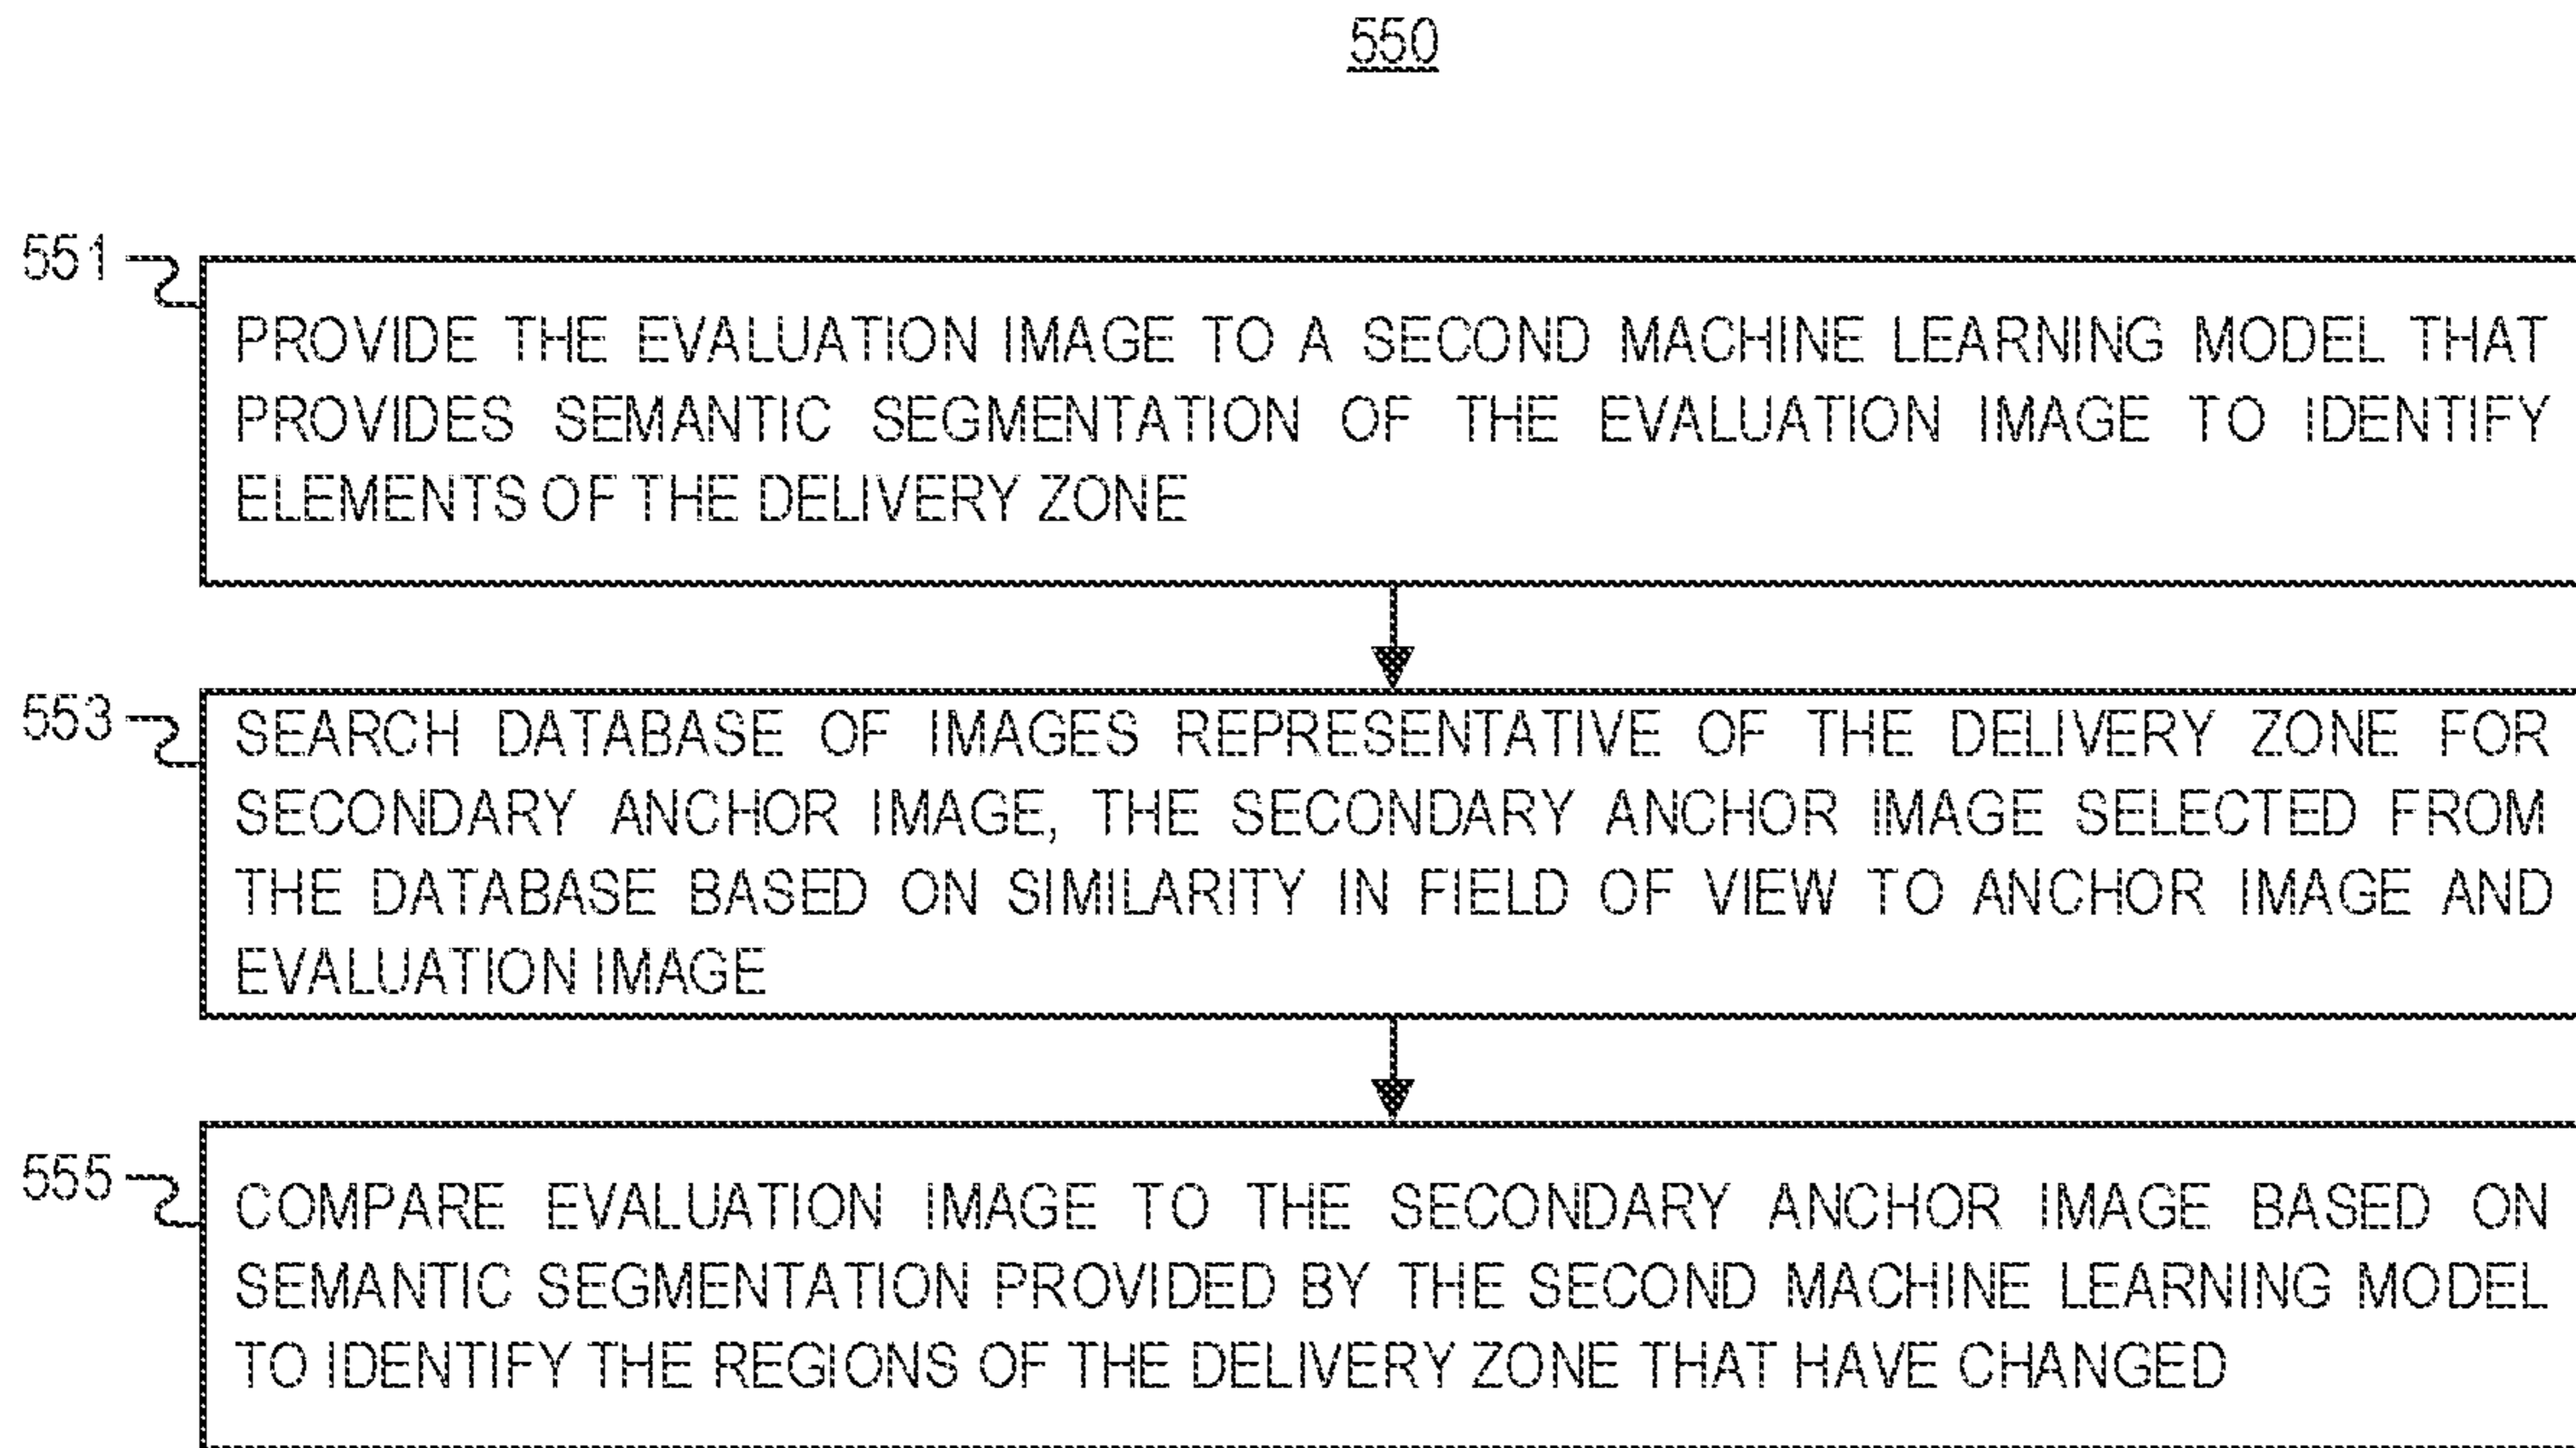 550
551
PROVIDE THE EVALUATION IMAGE TO A SECOND MACHINE LEARNING MODEL THAT
PROVIDES SEMANTIC SEGMENTATION OF THE EVALUATION IMAGE TO IDENTIFY
ELEMENTS OF THE DELIVERY ZONE
553
SEARCH DATABASE OF IMAGES REPRESENTATIVE OF THE DELIVERY ZONE FOR
SECONDARY ANCHOR IMAGE, THE SECONDARY ANCHOR IMAGE SELECTED FROM
THE DATABASE BASED ON SIMILARITY IN FIELD OF VIEW TO ANCHOR IMAGE AND
EVALUATION IMAGE
555
COMPARE EVALUATION IMAGE TO THE SECONDARY ANCHOR IMAGE BASED ON
SEMANTIC SEGMENTATION PROVIDED BY THE SECOND MACHINE LEARNING MODEL
TO IDENTIFY THE REGIONS OF THE DELIVERY ZONE THAT HAVE CHANGED